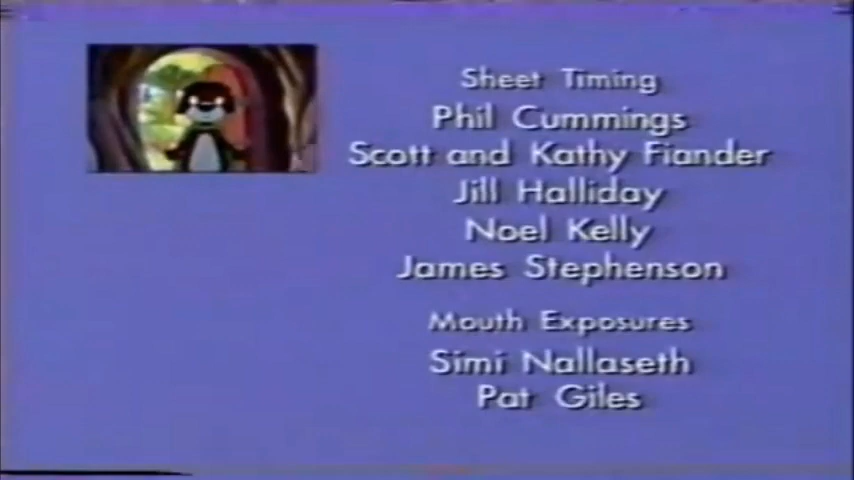 Sheet Timing
Phil Cummings
Scott and Kathy Fiander
Jill Halliday
Noel Kelly
James Stephenson
Mouth Exposures
Simi Nallaseth
Pat Giles